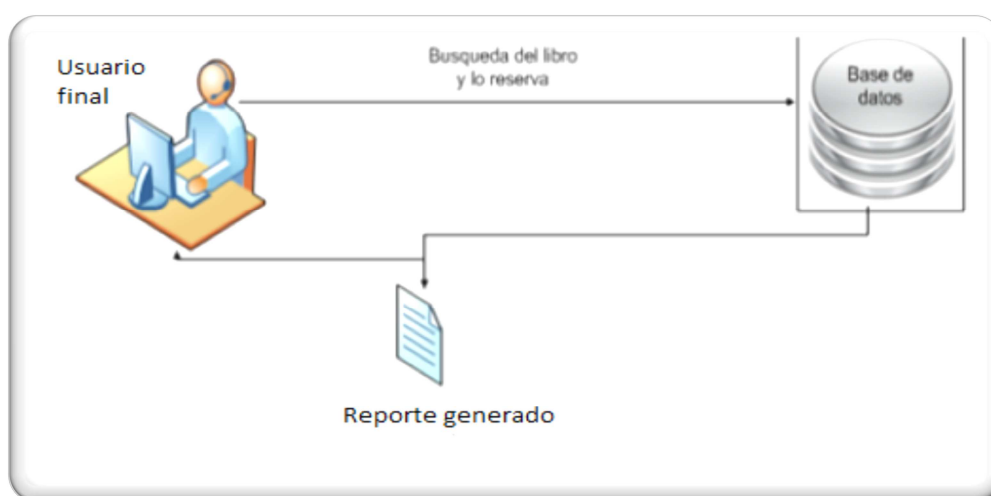 Usuario
final
Busqueda del libro
y lo reserva
Base de
datos
Reporte generado